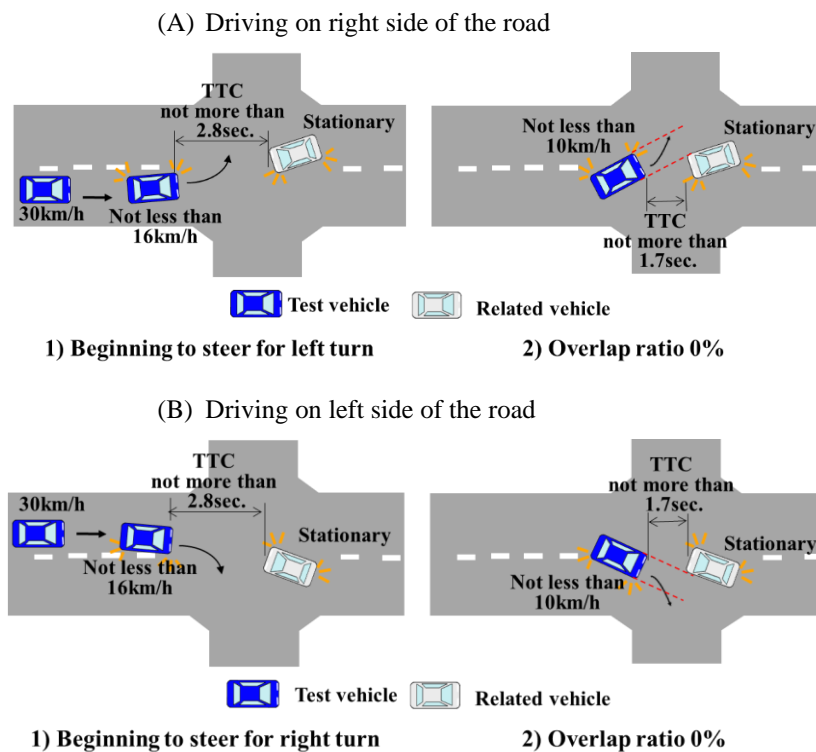 (A) Driving on right side of the road
TTC
not more than
2.8sec.
Stationary
30km/h
Not less than
16km/h
Not less than
10km/h
Stationary
TTC
not more than
1.7sec.
Test vehicle
Related vehicle
1) Beginning to steer for left turn
2) Overlap ratio 0%
(B) Driving on left side of the road
30km/h
TTC
not more than
2.8sec.
Stationary
Not less than
16km/h
TTC
not more than
1.7sec.
Stationary
Not less than
10km/h
Test vehicle
Related vehicle
1) Beginning to steer for right turn
2) Overlap ratio 0%